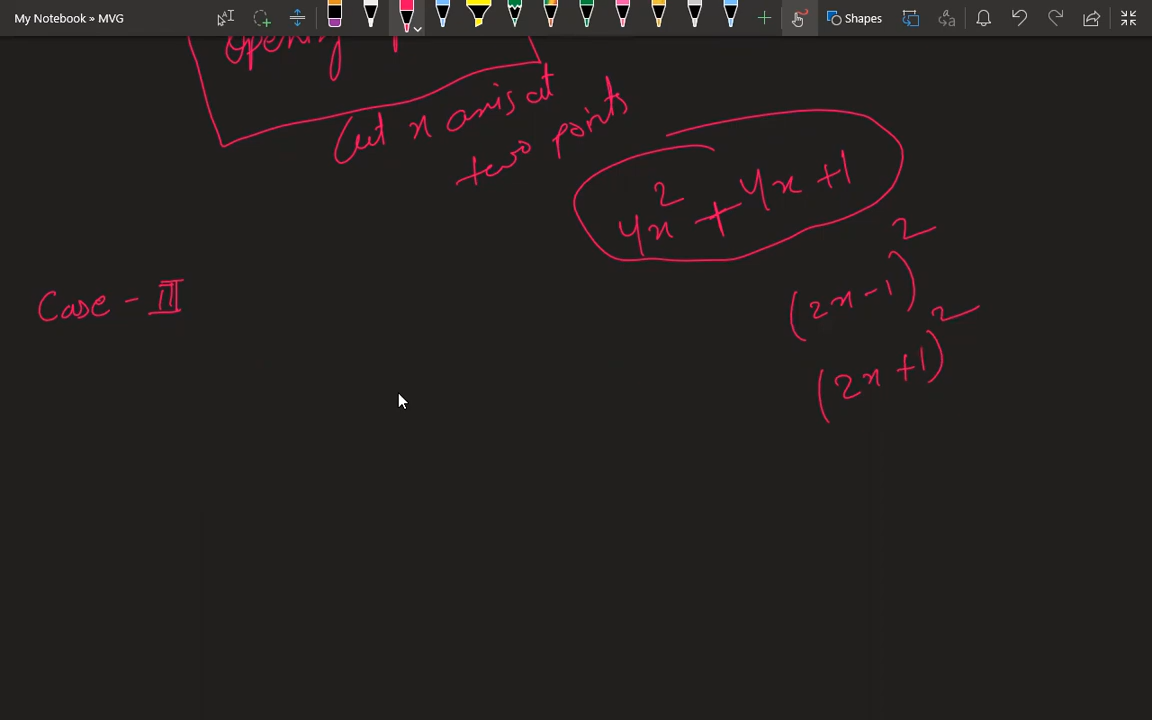 My Notebook » MVG
Shapes
opening
Cut x axis at
two points
4x² + 4x + 1
Case - II
(2x - 1)²
(2x + 1)²